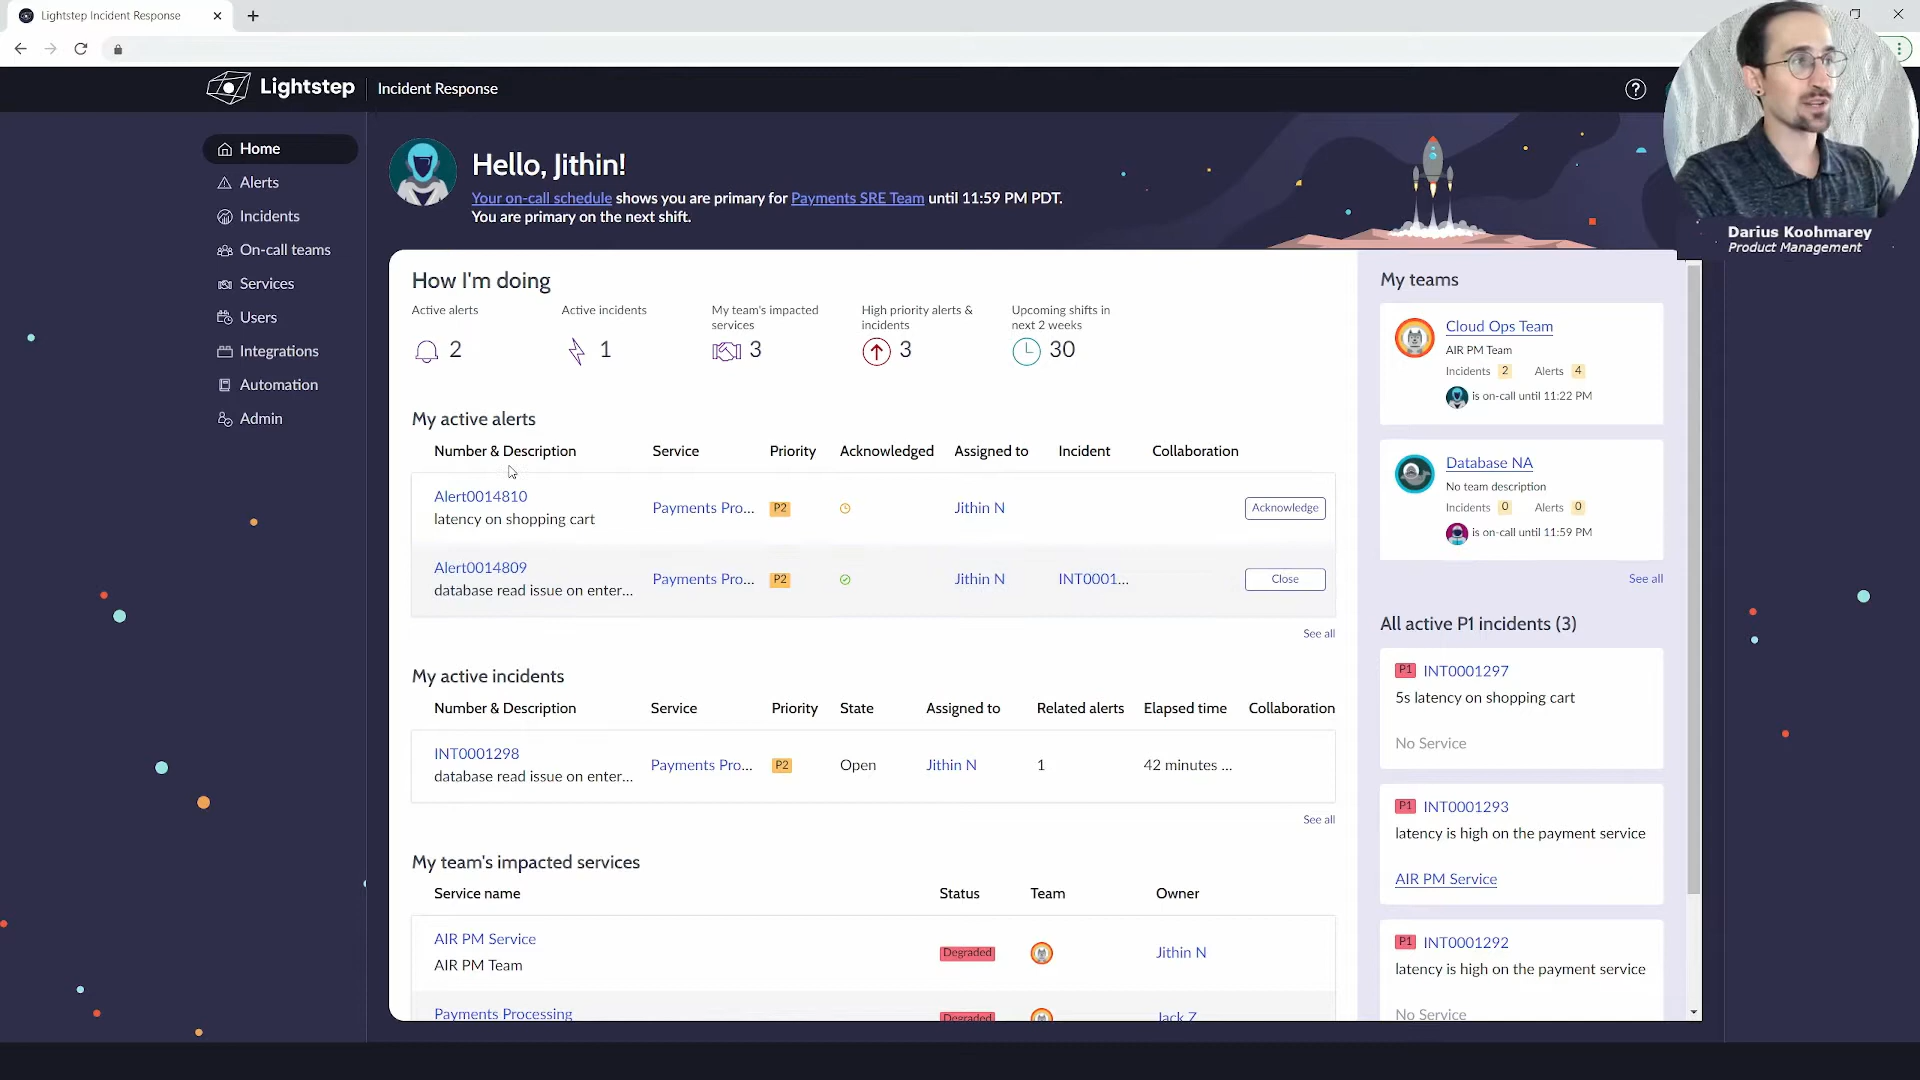 Lightstep Incident Response
Lightstep
Incident Response
Home
Alerts
Incidents
On-call teams
Services
Users
Integrations
Automation
Admin
Hello, Jithin!
Your on-call schedule shows you are primary for Payments SRE Team until 11:59 PM PDT.
You are primary on the next shift.
Darius Koohmarey
Product Management
How I'm doing
Active alerts
2
Active incidents
1
My team's impacted
services
3
High priority alerts &
incidents
3
Upcoming shifts in
next 2 weeks
30
My active alerts
Number & Description Service Priority Acknowledged Assigned to Incident Collaboration
Alert0014810
latency on shopping cart
Payments Pro... P2 Jithin N Acknowledge
Alert0014809
database read issue on enter...
Payments Pro... P2 Jithin N INT0001... Close
See all
My active incidents
Number & Description Service Priority State Assigned to Related alerts Elapsed time Collaboration
INT0001298
database read issue on enter...
Payments Pro... P2 Open Jithin N 1 42 minutes ...
See all
My team's impacted services
Service name Status Team Owner
AIR PM Service
AIR PM Team
Degraded Jithin N
Payments Processing Degraded Jack Z
My teams
Cloud Ops Team
AIR PM Team
Incidents 2 Alerts 4
is on-call until 11:22 PM
Database NA
No team description
Incidents 0 Alerts 0
is on-call until 11:59 PM
See all
All active P1 incidents (3)
P1 INT0001297
5s latency on shopping cart
No Service
P1 INT0001293
latency is high on the payment service
AIR PM Service
P1 INT0001292
latency is high on the payment service
No Service